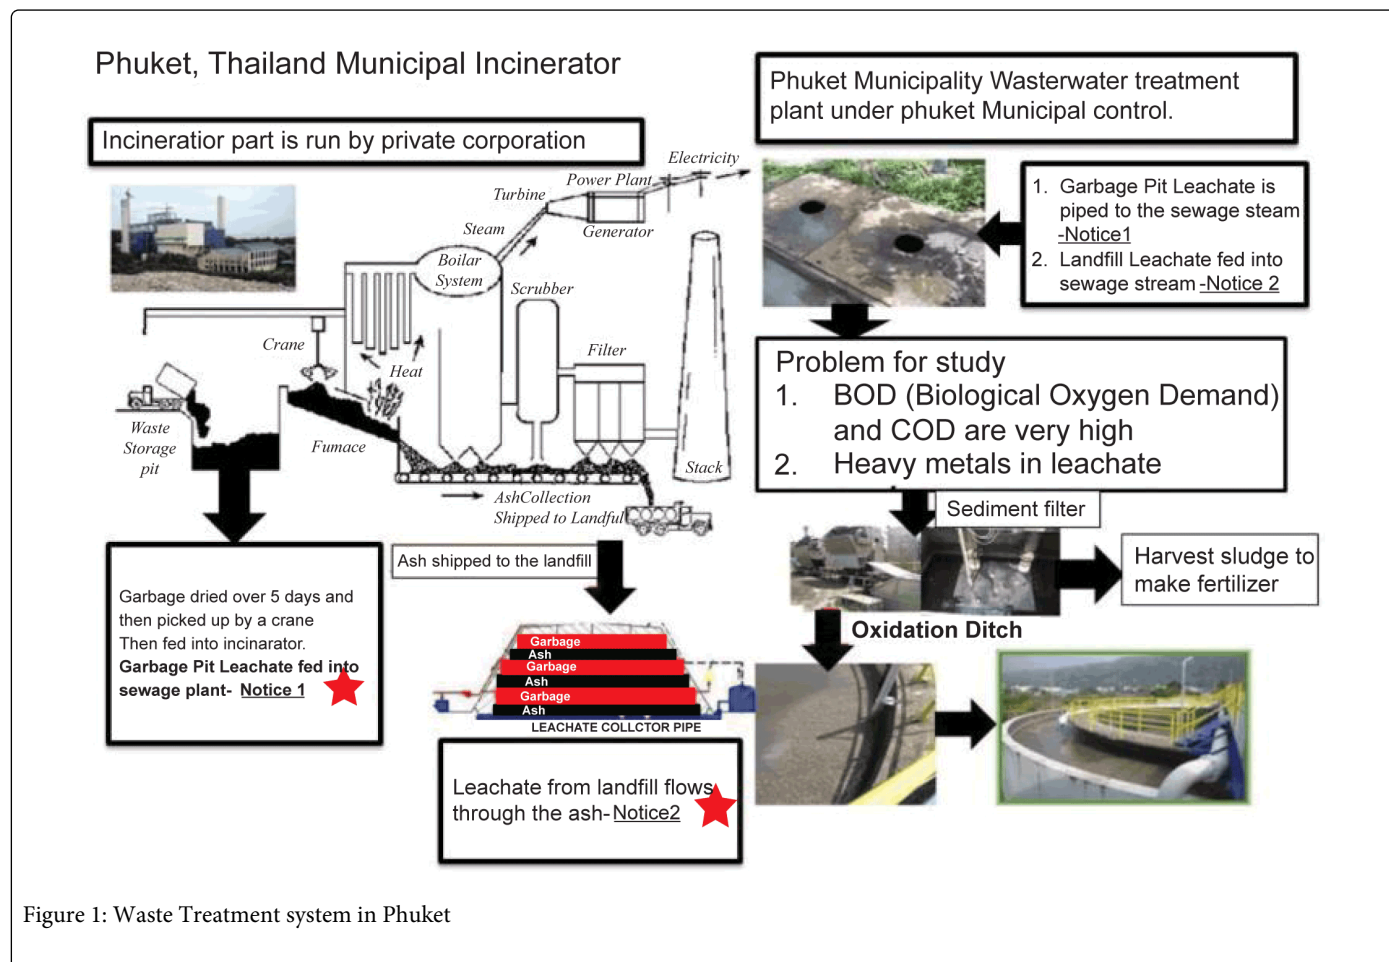 Phuket, Thailand Municipal Incinerator
Incineratior part is run by private corporation
Electricity
Power Plant
Turbine
Generator
Steam
Boilar
System
Scrubber
Filter
Crane
Heat
Waste
Storage
pit
Fumace
Stack
AshCollection
Shipped to Landful
Garbage dried over 5 days and
then picked up by a crane
Then fed into incinarator.
Garbage Pit Leachate fed into
sewage plant- Notice 1
Ash shipped to the landfill
Garbage
Ash
Garbage
Ash
Garbage
Ash
LEACHATE COLLCTOR PIPE
Leachate from landfill flows
through the ash- Notice2
Phuket Municipality Wasterwater treatment
plant under phuket Municipal control.
1. Garbage Pit Leachate is
piped to the sewage steam
-Notice1
2. Landfill Leachate fed into
sewage stream -Notice 2
Problem for study
1. BOD (Biological Oxygen Demand)
and COD are very high
2. Heavy metals in leachate
Sediment filter
Harvest sludge to
make fertilizer
Oxidation Ditch
Figure 1: Waste Treatment system in Phuket